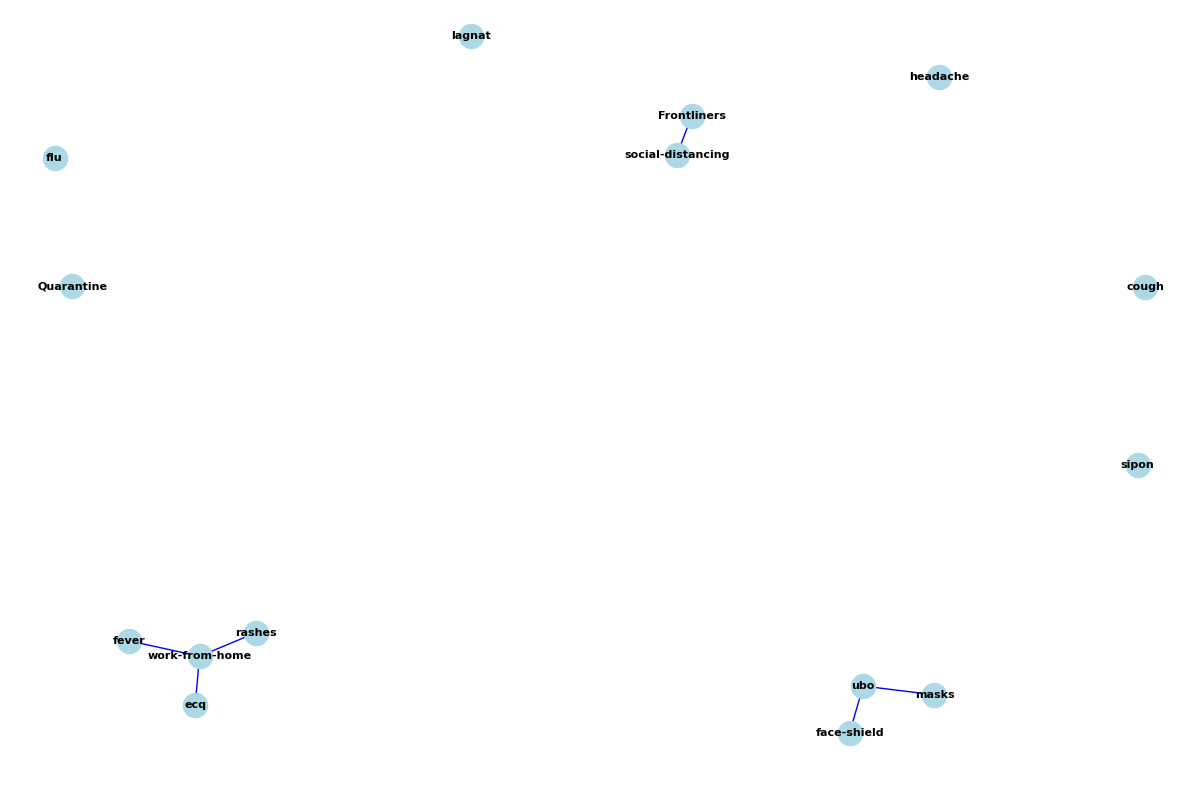 lagnat
headache
Frontliners
social-distancing
flu
Quarantine
cough
sipon
fever
rashes
work-from-home
ecq
ubo
masks
face-shield